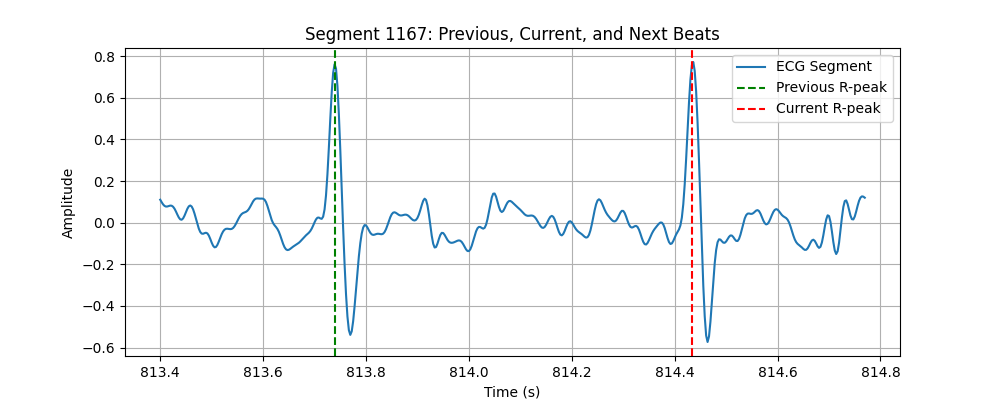 Segment 1167: Previous, Current, and Next Beats
ECG Segment
Previous R-peak
Current R-peak
Amplitude
0.8
0.6
0.4
0.2
0.0
−0.2
−0.4
−0.6
813.4 813.6 813.8 814.0 814.2 814.4 814.6 814.8
Time (s)